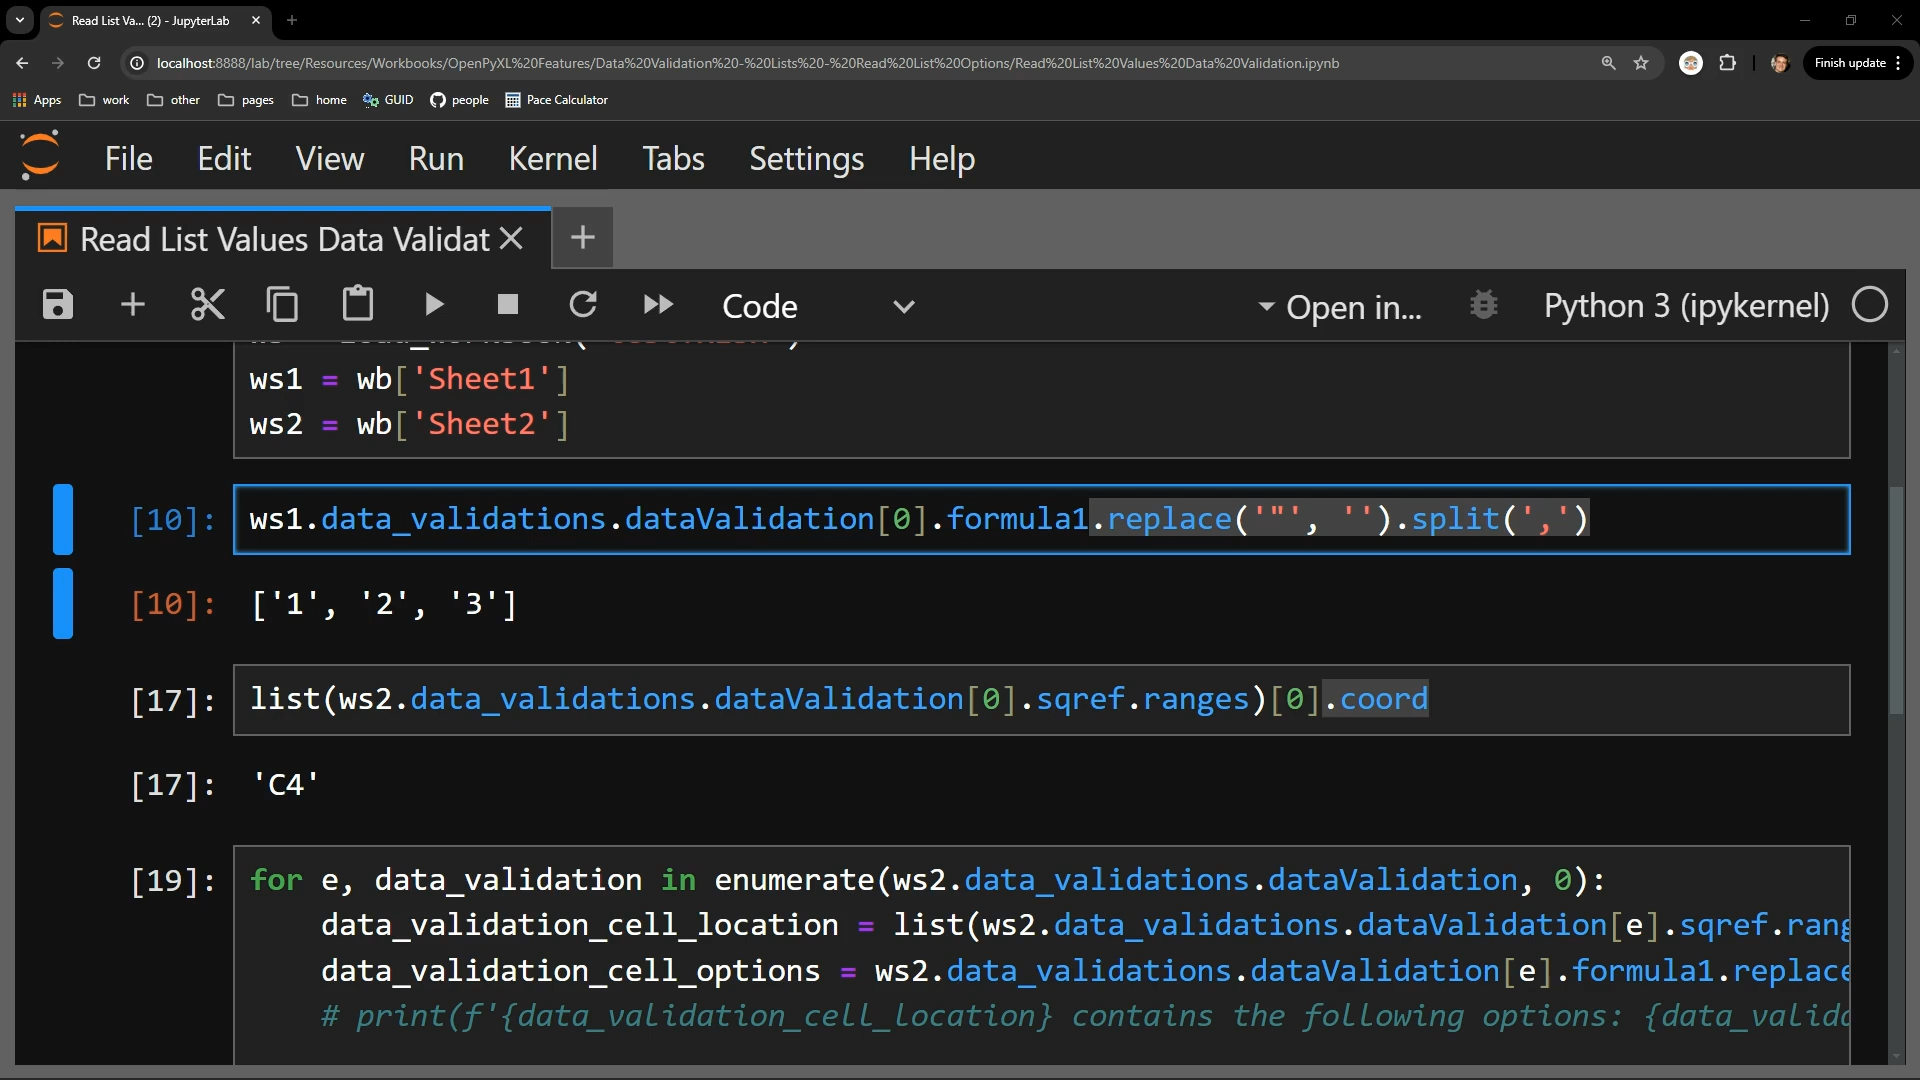 Read List Va... (2) - JupyterLab
localhost:8888/lab/tree/Resources/Workbooks/OpenPyXL%20Features/Data%20Validation%20-%20Lists%20-%20Read%20List%20Options/Read%20List%20Values%20Data%20Validation.ipynb
Finish update
Apps work other pages home GUID people Pace Calculator
File Edit View Run Kernel Tabs Settings Help
Read List Values Data Validat
Code Open in... Python 3 (ipykernel)
ws1 = wb['Sheet1']
ws2 = wb['Sheet2']
[10]: ws1.data_validations.dataValidation[0].formula1.replace('"', '').split(',')
[10]: ['1', '2', '3']
[17]: list(ws2.data_validations.dataValidation[0].sqref.ranges)[0].coord
[17]: 'C4'
[19]: for e, data_validation in enumerate(ws2.data_validations.dataValidation, 0):
data_validation_cell_location = list(ws2.data_validations.dataValidation[e].sqref.rang
data_validation_cell_options = ws2.data_validations.dataValidation[e].formula1.replace
# print(f'{data_validation_cell_location} contains the following options: {data_valid